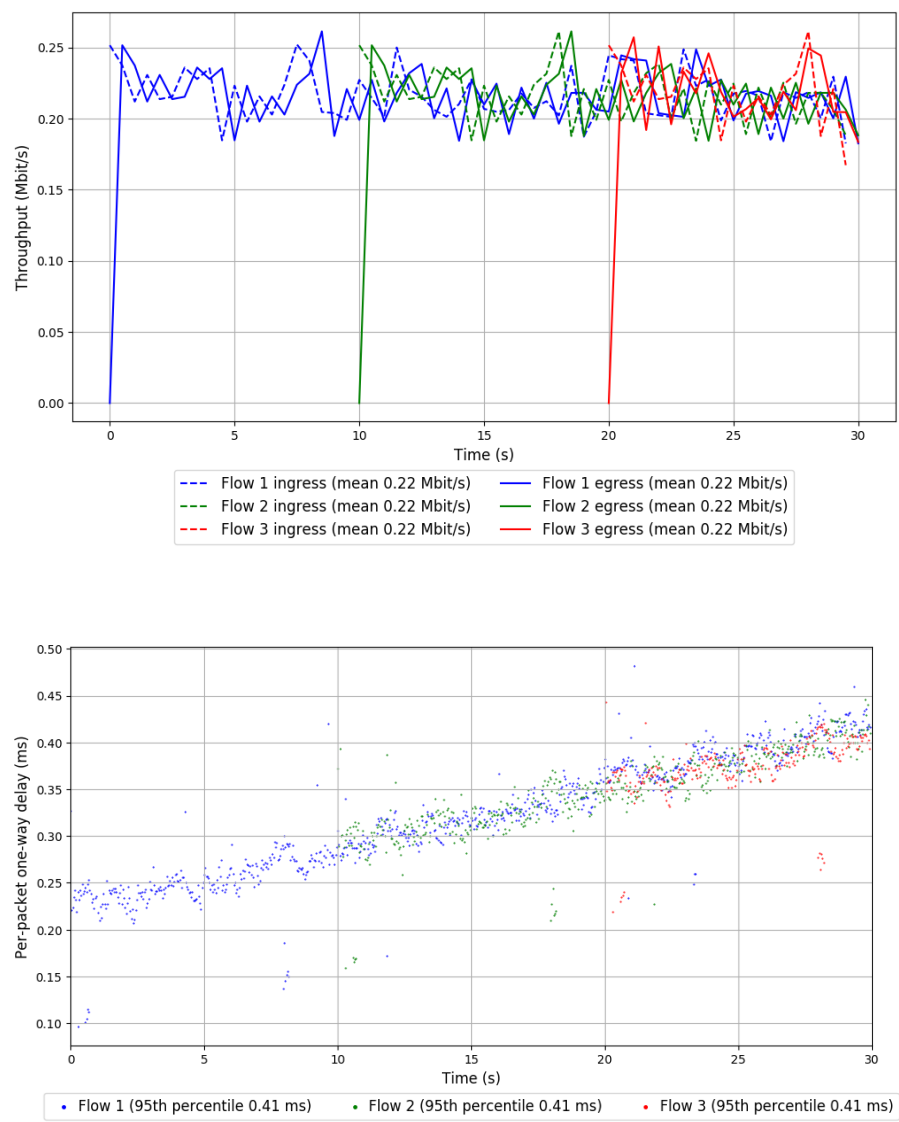 0.25
0.20
0.15
0.10
0.05
0.00
Throughput (Mbit/s)
0 5 10 15 20 25 30
Time (s)
Flow 1 ingress (mean 0.22 Mbit/s) Flow 1 egress (mean 0.22 Mbit/s)
Flow 2 ingress (mean 0.22 Mbit/s) Flow 2 egress (mean 0.22 Mbit/s)
Flow 3 ingress (mean 0.22 Mbit/s) Flow 3 egress (mean 0.22 Mbit/s)
0.50
0.45
0.40
0.35
0.30
0.25
0.20
0.15
0.10
Per-packet one-way delay (ms)
0 5 10 15 20 25 30
Time (s)
Flow 1 (95th percentile 0.41 ms) Flow 2 (95th percentile 0.41 ms) Flow 3 (95th percentile 0.41 ms)